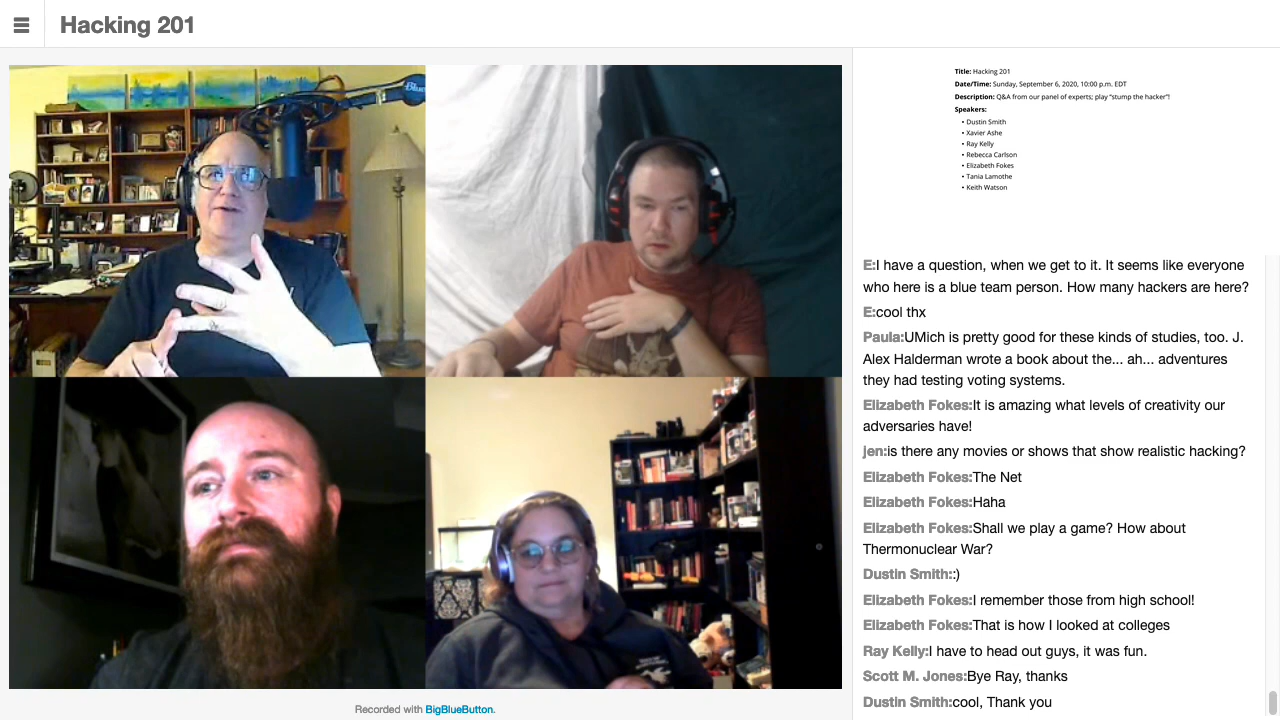 Hacking 201
Title: Hacking 201
Date/Time: Sunday, September 6, 2020, 10:00 p.m. EDT
Description: Q&A from our panel of experts; play "stump the hacker"!
Speakers:
• Dustin Smith
• Xavier Ashe
• Ray Kelly
• Rebecca Carlson
• Elizabeth Fokes
• Tania Lamothe
• Keith Watson
Blue
E:I have a question, when we get to it. It seems like everyone
who here is a blue team person. How many hackers are here?
E:cool thx
Paula:UMich is pretty good for these kinds of studies, too. J.
Alex Halderman wrote a book about the... ah... adventures
they had testing voting systems.
Elizabeth Fokes:It is amazing what levels of creativity our
adversaries have!
jen:is there any movies or shows that show realistic hacking?
Elizabeth Fokes:The Net
Elizabeth Fokes:Haha
Elizabeth Fokes:Shall we play a game? How about
Thermonuclear War?
Dustin Smith::)
Elizabeth Fokes:I remember those from high school!
Elizabeth Fokes:That is how I looked at colleges
Ray Kelly:I have to head out guys, it was fun.
Scott M. Jones:Bye Ray, thanks
Dustin Smith:cool, Thank you
Recorded with BigBlueButton.